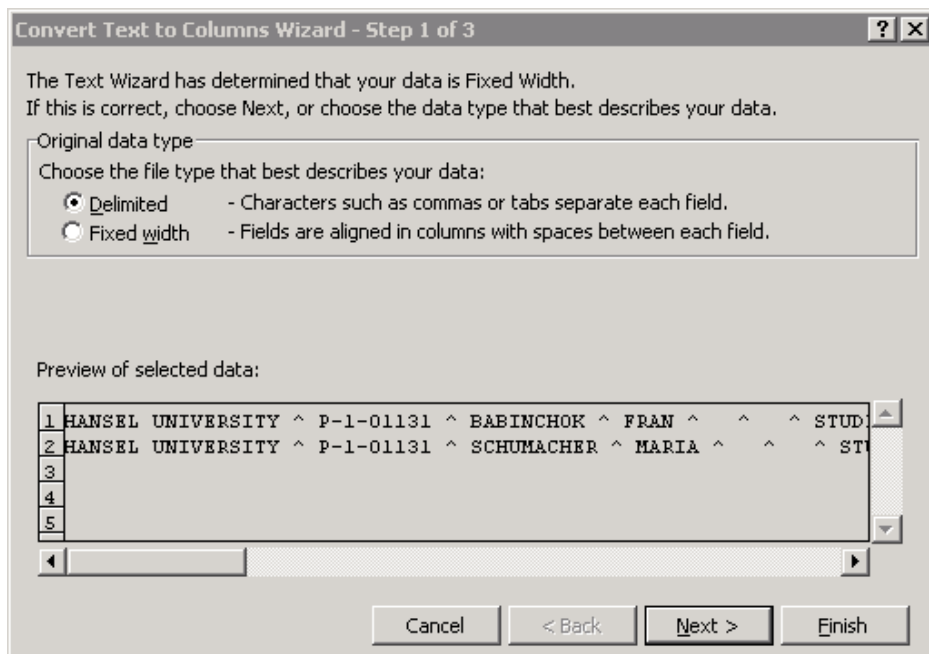 Convert Text to Columns Wizard - Step 1 of 3
The Text Wizard has determined that your data is Fixed Width.
If this is correct, choose Next, or choose the data type that best describes your data.
Original data type
Choose the file type that best describes your data:
Delimited - Characters such as commas or tabs separate each field.
Fixed width - Fields are aligned in columns with spaces between each field.
Preview of selected data:
1 HANSEL UNIVERSITY ^ P-1-01131 ^ BABINCHOK ^ FRAN ^ ^ ^ STUD
2 HANSEL UNIVERSITY ^ P-1-01131 ^ SCHUMACHER ^ MARIA ^ ^ ^ ST
3
4
5
Cancel < Back Next > Finish